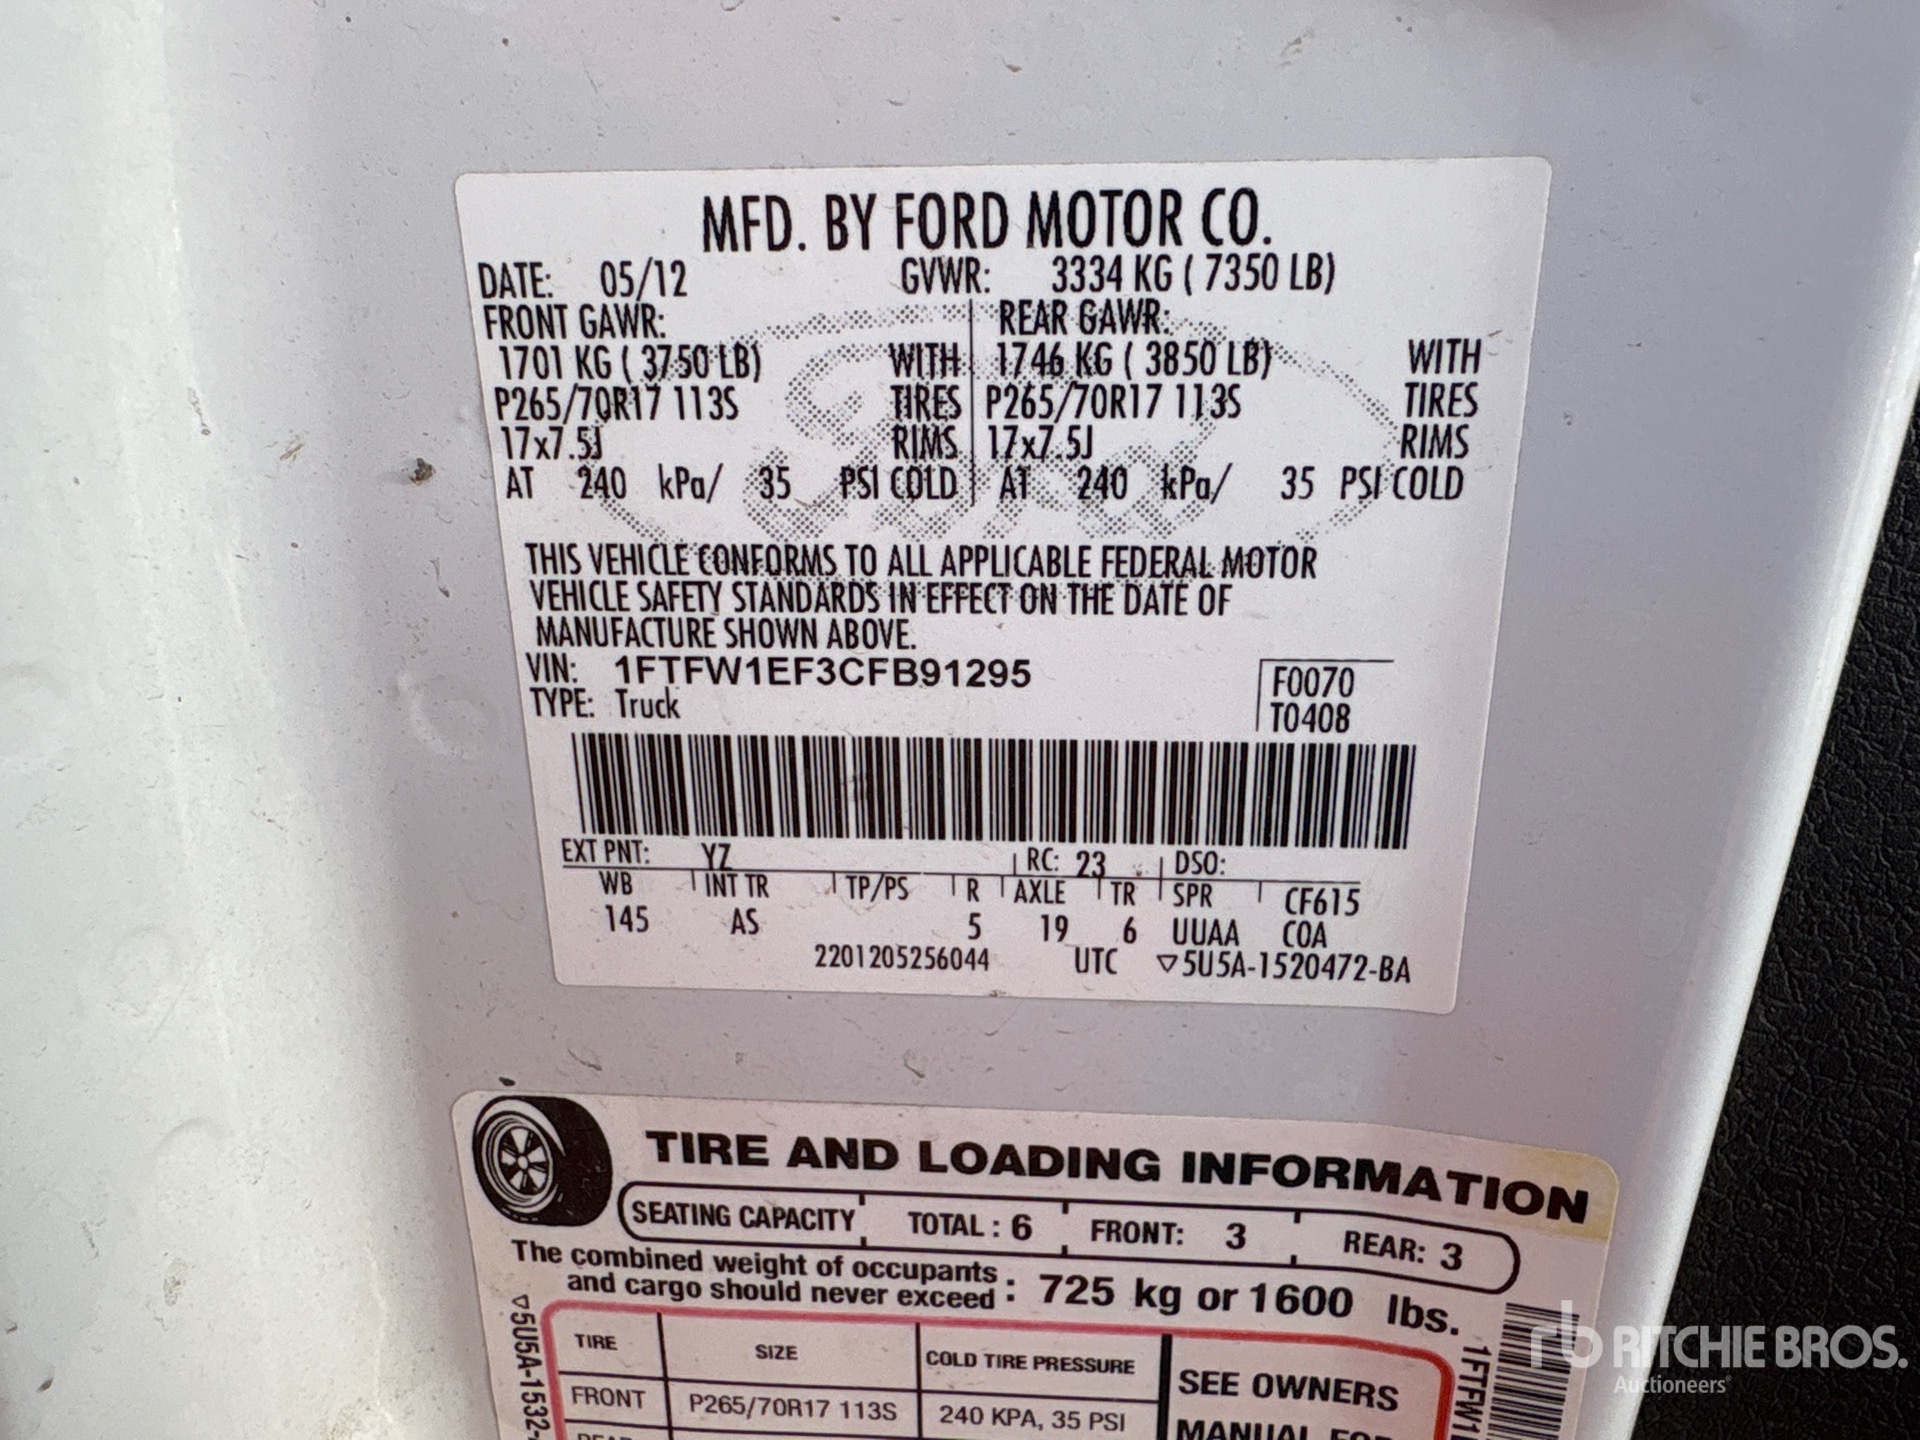 MFD. BY FORD MOTOR CO.
DATE: 05/12 GVWR: 3334 KG ( 7350 LB)
FRONT GAWR: REAR GAWR:
1701 KG ( 3750 LB) WITH 1746 KG ( 3850 LB) WITH
P265/70R17 113S TIRES P265/70R17 113S TIRES
17x7.5J RIMS 17x7.5J RIMS
AT 240 kPa/ 35 PSI COLD AT 240 kPa/ 35 PSI COLD
THIS VEHICLE CONFORMS TO ALL APPLICABLE FEDERAL MOTOR
VEHICLE SAFETY STANDARDS IN EFFECT ON THE DATE OF
MANUFACTURE SHOWN ABOVE.
VIN: 1FTFW1EF3CFB91295 F0070
TYPE: Truck T0408
EXT PNT: YZ RC: 23 DSO:
WB INT TR TP/PS R AXLE TR SPR CF615
145 AS 5 19 6 UUAA COA
2201205256044 UTC ▽5U5A-1520472-BA
TIRE AND LOADING INFORMATION
SEATING CAPACITY TOTAL : 6 FRONT: 3 REAR: 3
The combined weight of occupants
and cargo should never exceed : 725 kg or 1600 lbs.
TIRE SIZE COLD TIRE PRESSURE SEE OWNERS
FRONT P265/70R17 113S 240 KPA, 35 PSI MANUAL FOR
▽5U5A-1532-
1FTFW1
rb RITCHIE BROS.
Auctioneers